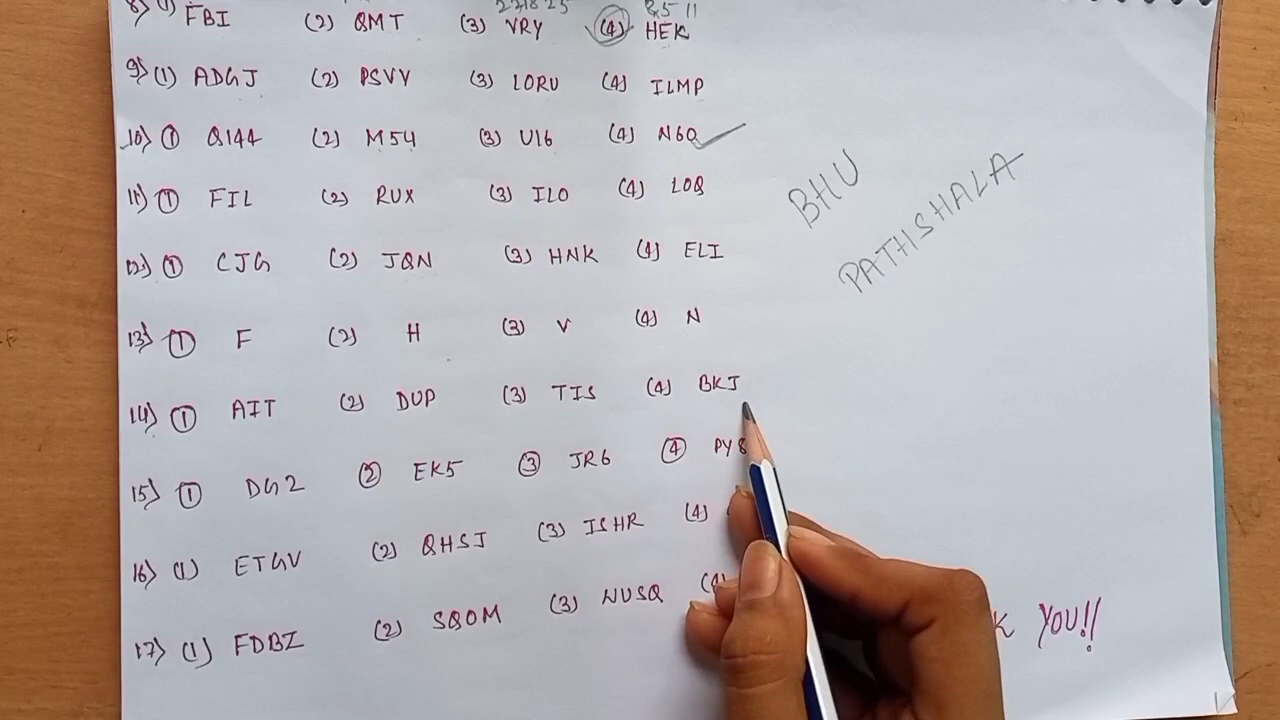 8) (1) FBI (2) QMT (3) VRY (4) HEK
9) (1) ADGJ (2) PSVY (3) LORU (4) ILMP
10) (1) Q144 (2) M54 (3) U16 (4) N60
11) (1) FIL (2) RUX (3) ILO (4) LOQ
12) (1) CJG (2) JQN (3) HNK (4) ELI
13) (1) F (2) H (3) V (4) N
14) (1) AIT (2) DUP (3) TIS (4) BKJ
15) (1) DG2 (2) EK5 (3) JR6 (4) PY8
16) (1) ETGV (2) QHSJ (3) ISHR (4)
17) (1) FDBZ (2) SQOM (3) WUSQ (4)
BHU
PATHSHALA
YOU!!